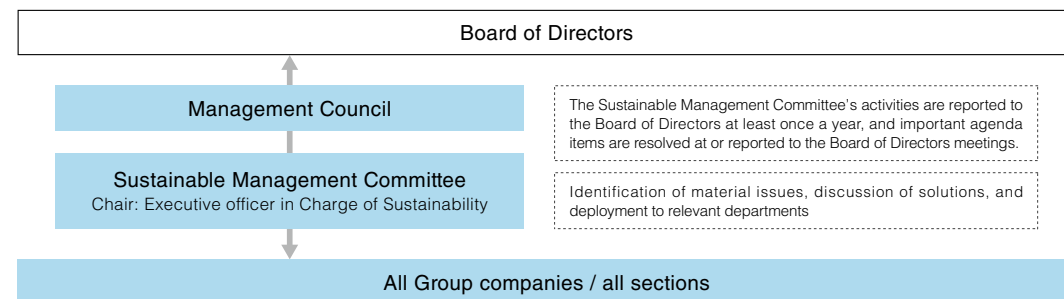 Board of Directors
Management Council
The Sustainable Management Committee's activities are reported to
the Board of Directors at least once a year, and important agenda
items are resolved at or reported to the Board of Directors meetings.
Sustainable Management Committee
Chair: Executive officer in Charge of Sustainability
Identification of material issues, discussion of solutions, and
deployment to relevant departments
All Group companies / all sections